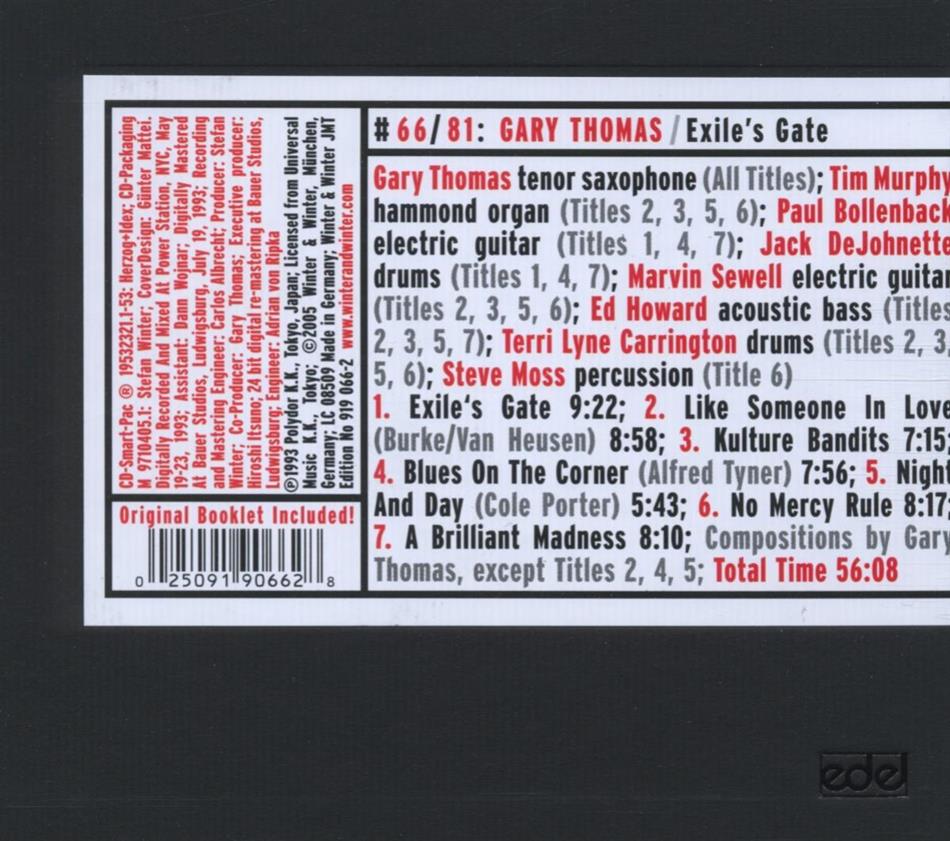 CD-Smart-Pac ® 19532321.1-53: Herzog+Idex; CD-Packaging
M 9710405.1: Stefan Winter; CoverDesign: Günter Mattei.
Digitally Recorded And Mixed At Power Station, NYC, May
19-23, 1993; Assistant: Dann Wojnar; Digitally Mastered
At Bauer Studios, Ludwigsburg, July 19, 1993; Recording
and Mastering Engineer: Carlos Albrecht; Producer: Stefan
Winter; Co-Producer: Gary Thomas; Executive producer:
Hiroshi Itsuno; 24 bit digital re-mastering at Bauer Studios,
Ludwigsburg; Engineer: Adrian von Ripka
℗1993 Polydor K.K., Tokyo, Japan; Licensed from Universal
Music K.K., Tokyo; ©2005 Winter & Winter, München,
Germany; LC 08509 Made in Germany; Winter & Winter JMT
Edition No 919 066-2 www.winterandwinter.com
Original Booklet Included!
0 25091 90662 8
# 66/81: GARY THOMAS / Exile's Gate
Gary Thomas tenor saxophone (All Titles); Tim Murphy
hammond organ (Titles 2, 3, 5, 6); Paul Bollenback
electric guitar (Titles 1, 4, 7); Jack DeJohnette
drums (Titles 1, 4, 7); Marvin Sewell electric guitar
(Titles 2, 3, 5, 6); Ed Howard acoustic bass (Titles
2, 3, 5, 7); Terri Lyne Carrington drums (Titles 2, 3,
5, 6); Steve Moss percussion (Title 6)
1. Exile‘s Gate 9:22; 2. Like Someone In Love
(Burke/Van Heusen) 8:58; 3. Kulture Bandits 7:15;
4. Blues On The Corner (Alfred Tyner) 7:56; 5. Night
And Day (Cole Porter) 5:43; 6. No Mercy Rule 8:17;
7. A Brilliant Madness 8:10; Compositions by Gary
Thomas, except Titles 2, 4, 5; Total Time 56:08
edel